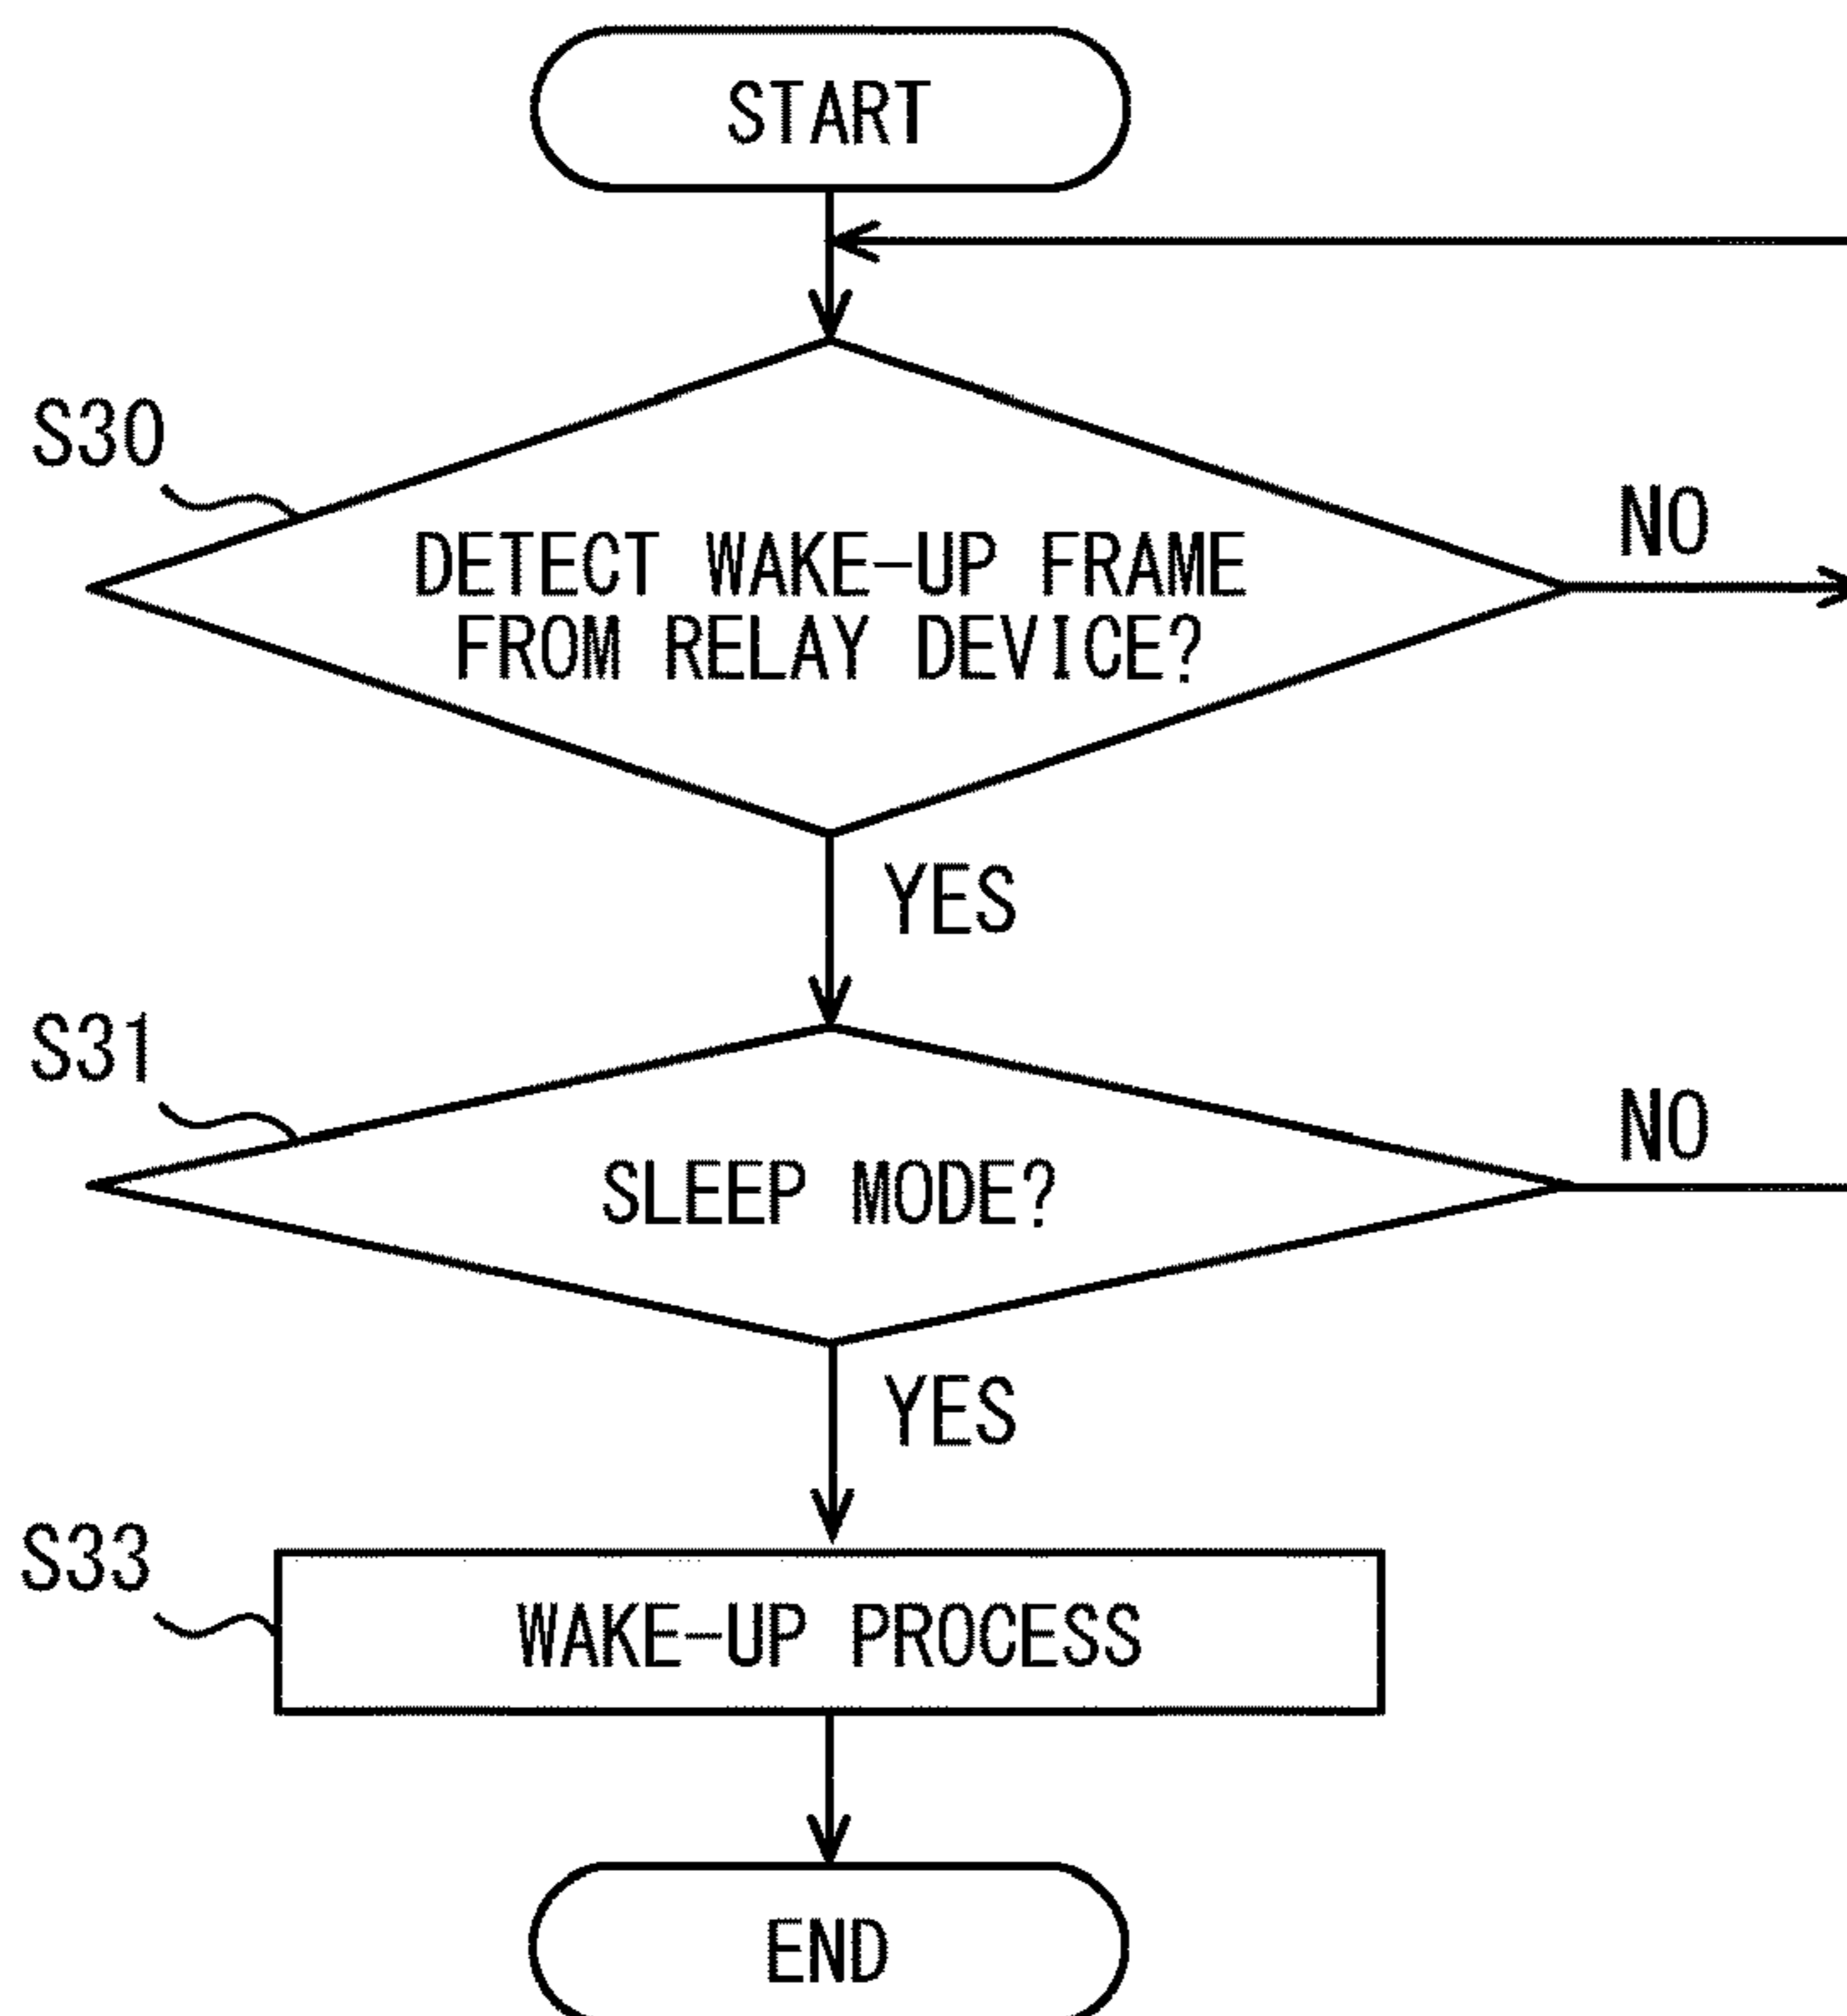 START
S30
DETECT WAKE-UP FRAME
FROM RELAY DEVICE?
NO
YES
S31
SLEEP MODE?
NO
YES
S33
WAKE-UP PROCESS
END